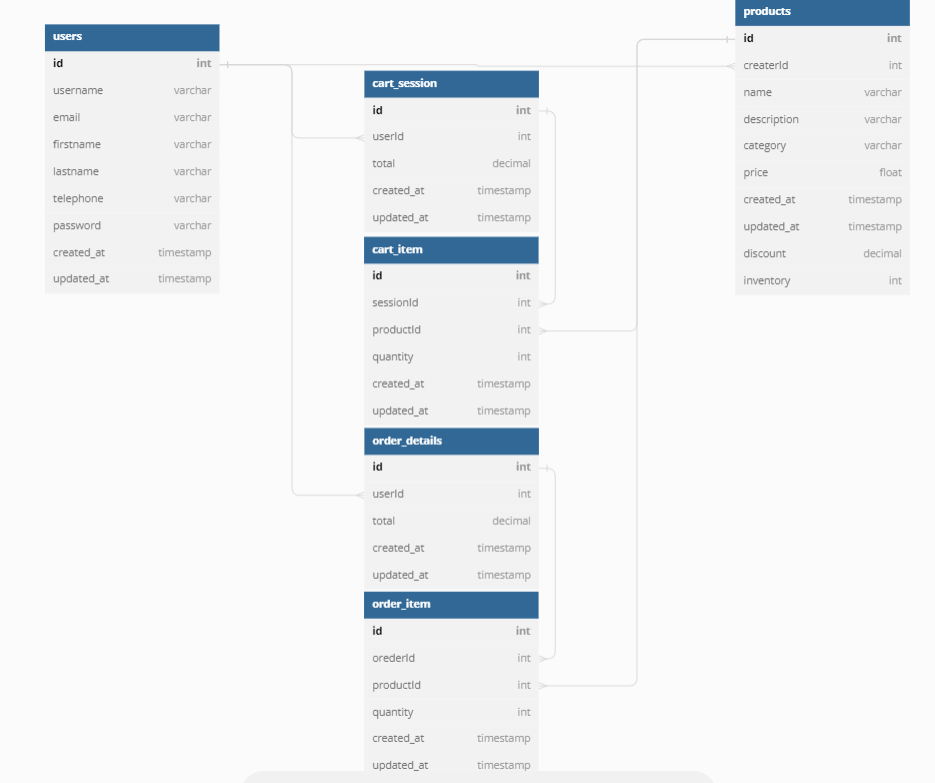 users
id int
username varchar
email varchar
firstname varchar
lastname varchar
telephone varchar
password varchar
created_at timestamp
updated_at timestamp
cart_session
id int
userId int
total decimal
created_at timestamp
updated_at timestamp
cart_item
id int
sessionId int
productId int
quantity int
created_at timestamp
updated_at timestamp
order_details
id int
userId int
total decimal
created_at timestamp
updated_at timestamp
order_item
id int
orederId int
productId int
quantity int
created_at timestamp
updated_at timestamp
products
id int
createrId int
name varchar
description varchar
category varchar
price float
created_at timestamp
updated_at timestamp
discount decimal
inventory int